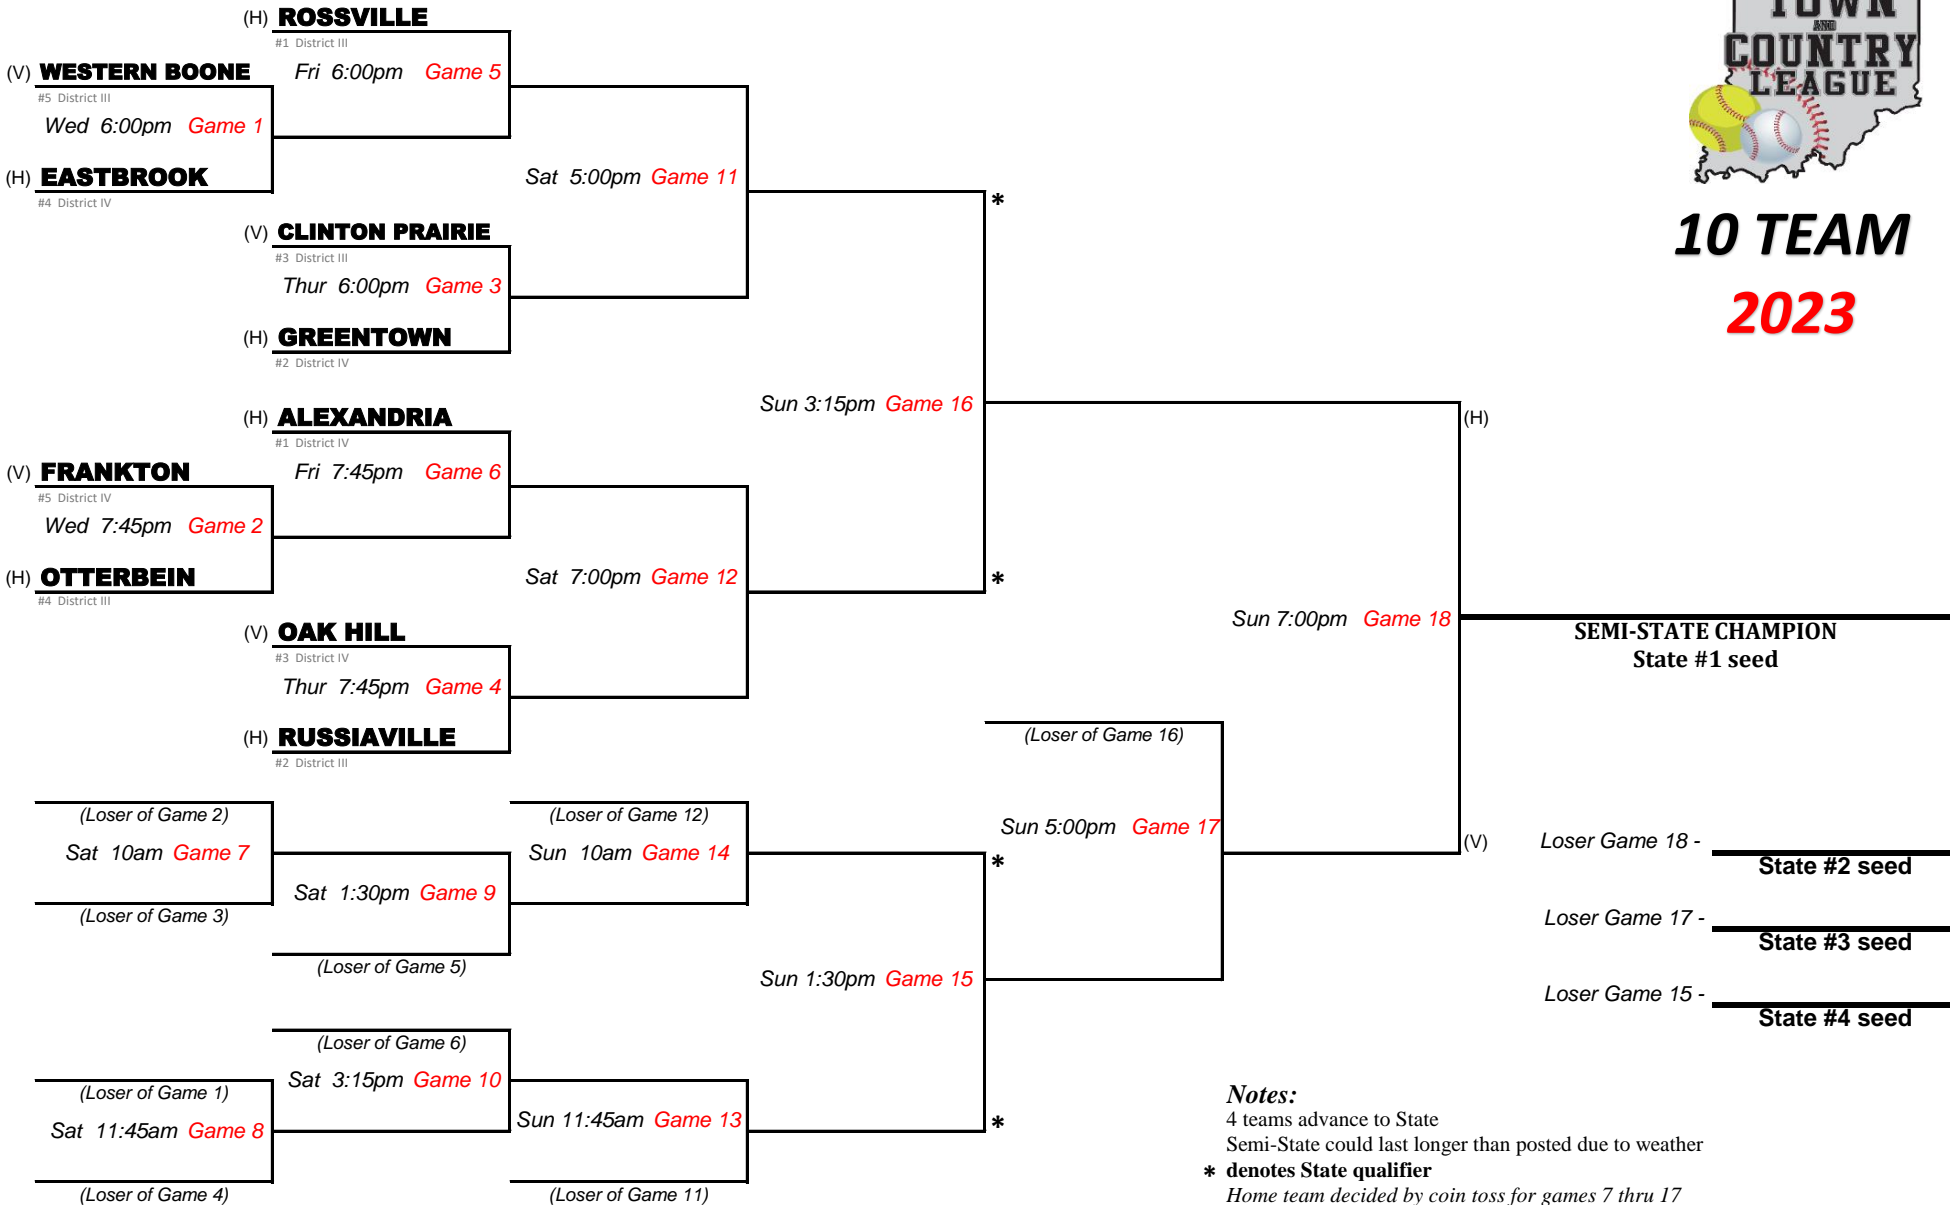 TOWN
AND
COUNTRY
LEAGUE
10 TEAM
2023
(H) ROSSVILLE
#1 District III
Fri 6:00pm Game 5
(V) WESTERN BOONE
#5 District III
Wed 6:00pm Game 1
(H) EASTBROOK
#4 District IV
Sat 5:00pm Game 11
*
(V) CLINTON PRAIRIE
#3 District III
Thur 6:00pm Game 3
(H) GREENTOWN
#2 District IV
Sun 3:15pm Game 16
(H)
(H) ALEXANDRIA
#1 District IV
Fri 7:45pm Game 6
(V) FRANKTON
#5 District IV
Wed 7:45pm Game 2
(H) OTTERBEIN
#4 District III
Sat 7:00pm Game 12
*
(V) OAK HILL
#3 District IV
Thur 7:45pm Game 4
(H) RUSSIAVILLE
#2 District III
Sun 7:00pm Game 18
SEMI-STATE CHAMPION
State #1 seed
(Loser of Game 16)
Sun 5:00pm Game 17
(V)
(Loser of Game 2)
Sat 10am Game 7
(Loser of Game 3)
Sat 1:30pm Game 9
(Loser of Game 5)
(Loser of Game 12)
Sun 10am Game 14
*
Sun 1:30pm Game 15
(Loser of Game 6)
Sat 3:15pm Game 10
(Loser of Game 1)
Sat 11:45am Game 8
(Loser of Game 4)
Sun 11:45am Game 13
*
(Loser of Game 11)
Loser Game 18 -
State #2 seed
Loser Game 17 -
State #3 seed
Loser Game 15 -
State #4 seed
Notes:
4 teams advance to State
Semi-State could last longer than posted due to weather
* denotes State qualifier
Home team decided by coin toss for games 7 thru 17